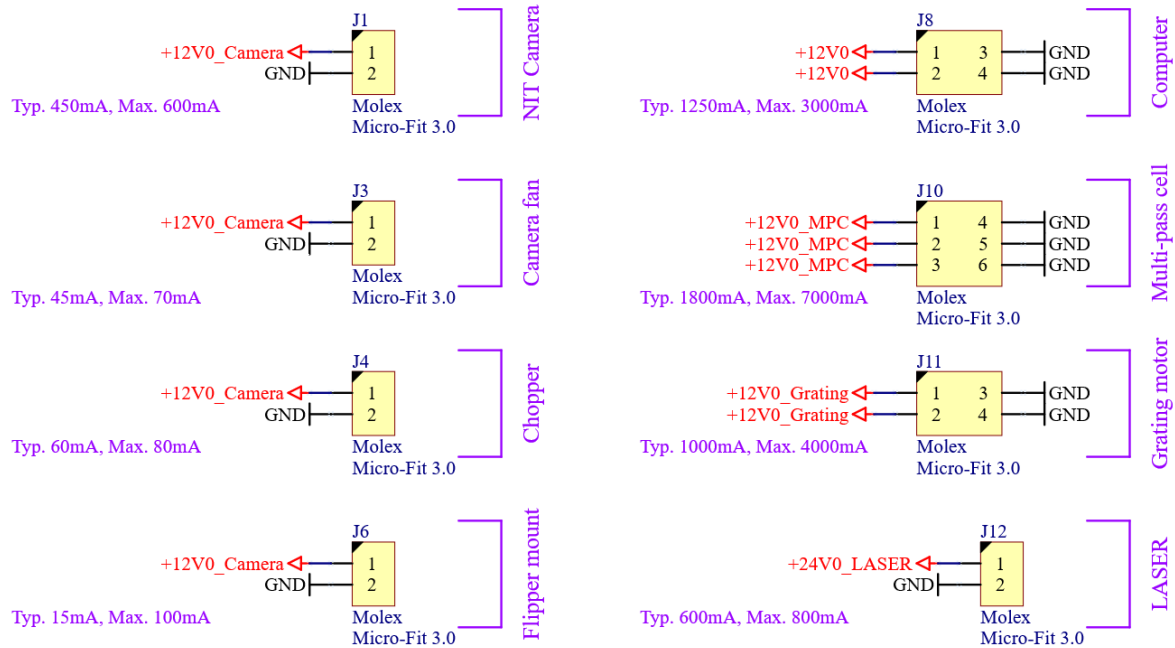 J1
+12V0_Camera 1
GND 2
Typ. 450mA, Max. 600mA
Molex
Micro-Fit 3.0
NIT Camera
J3
+12V0_Camera 1
GND 2
Typ. 45mA, Max. 70mA
Molex
Micro-Fit 3.0
Camera fan
J4
+12V0_Camera 1
GND 2
Typ. 60mA, Max. 80mA
Molex
Micro-Fit 3.0
Chopper
J6
+12V0_Camera 1
GND 2
Typ. 15mA, Max. 100mA
Molex
Micro-Fit 3.0
Flipper mount
J8
+12V0 1 3 GND
+12V0 2 4 GND
Typ. 1250mA, Max. 3000mA
Molex
Micro-Fit 3.0
Computer
J10
+12V0_MPC 1 4 GND
+12V0_MPC 2 5 GND
+12V0_MPC 3 6 GND
Typ. 1800mA, Max. 7000mA
Molex
Micro-Fit 3.0
Multi-pass cell
J11
+12V0_Grating 1 3 GND
+12V0_Grating 2 4 GND
Typ. 1000mA, Max. 4000mA
Molex
Micro-Fit 3.0
Grating motor
J12
+24V0_LASER 1
GND 2
Typ. 600mA, Max. 800mA
Molex
Micro-Fit 3.0
LASER